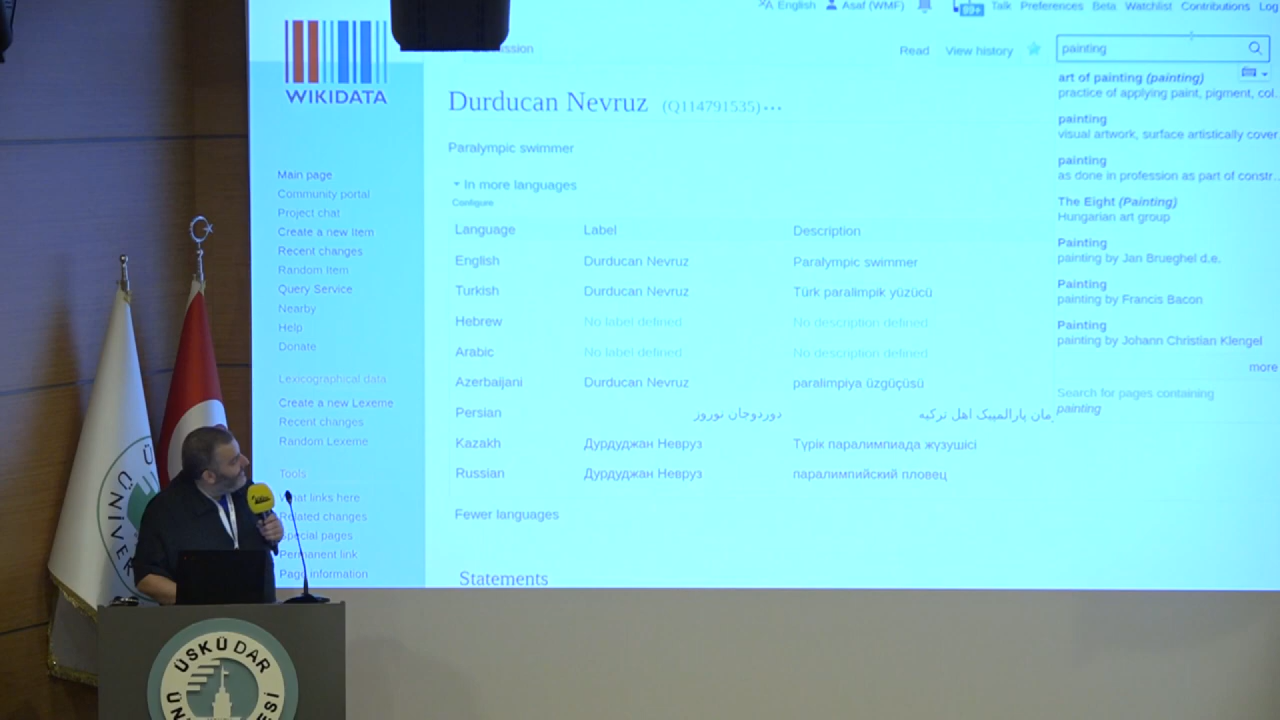 English Asaf (WMF) 99+ Talk Preferences Beta Watchlist Contributions Log
Read View history
painting
WIKIDATA
Main page
Community portal
Project chat
Create a new Item
Recent changes
Random Item
Query Service
Nearby
Help
Donate
Lexicographical data
Create a new Lexeme
Recent changes
Random Lexeme
Tools
What links here
Related changes
Special pages
Permanent link
Page information
Durducan Nevruz (Q114791535)
Paralympic swimmer
In more languages
Configure
Language Label Description
English Durducan Nevruz Paralympic swimmer
Turkish Durducan Nevruz Türk paralimpik yüzücü
Hebrew No label defined No description defined
Arabic No label defined No description defined
Azerbaijani Durducan Nevruz paralimpiya üzgüçüsü
Persian دوردوجان نوروز پارالمپیک اهل ترکیه
Kazakh Дурдуджан Невруз Түрік паралимпиада жүзушісі
Russian Дурдуджан Невруз паралимпийский пловец
Fewer languages
Statements
art of painting (painting)
practice of applying paint, pigment, col...
painting
visual artwork, surface artistically cover
painting
as done in profession as part of constr...
The Eight (Painting)
Hungarian art group
Painting
painting by Jan Brueghel d.e.
Painting
painting by Francis Bacon
Painting
painting by Johann Christian Klengel
more
Search for pages containing
painting
ÜSKÜDAR